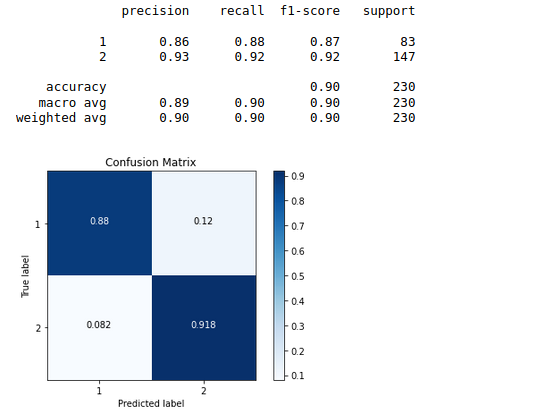 precision recall f1-score support
1 0.86 0.88 0.87 83
2 0.93 0.92 0.92 147
accuracy 0.90 230
macro avg 0.89 0.90 0.90 230
weighted avg 0.90 0.90 0.90 230
Confusion Matrix
0.9
0.8
0.7
0.6
0.5
0.4
0.3
0.2
0.1
True label
1 0.88 0.12
2 0.082 0.918
1 2
Predicted label